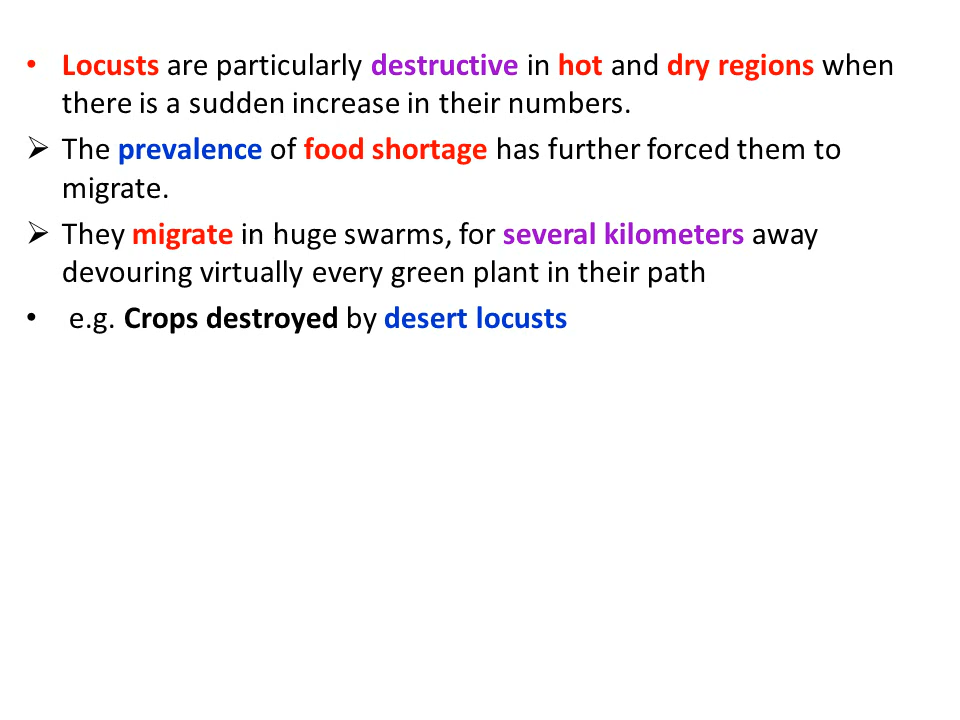 • Locusts are particularly destructive in hot and dry regions when
there is a sudden increase in their numbers.
➢ The prevalence of food shortage has further forced them to
migrate.
➢ They migrate in huge swarms, for several kilometers away
devouring virtually every green plant in their path
• e.g. Crops destroyed by desert locusts